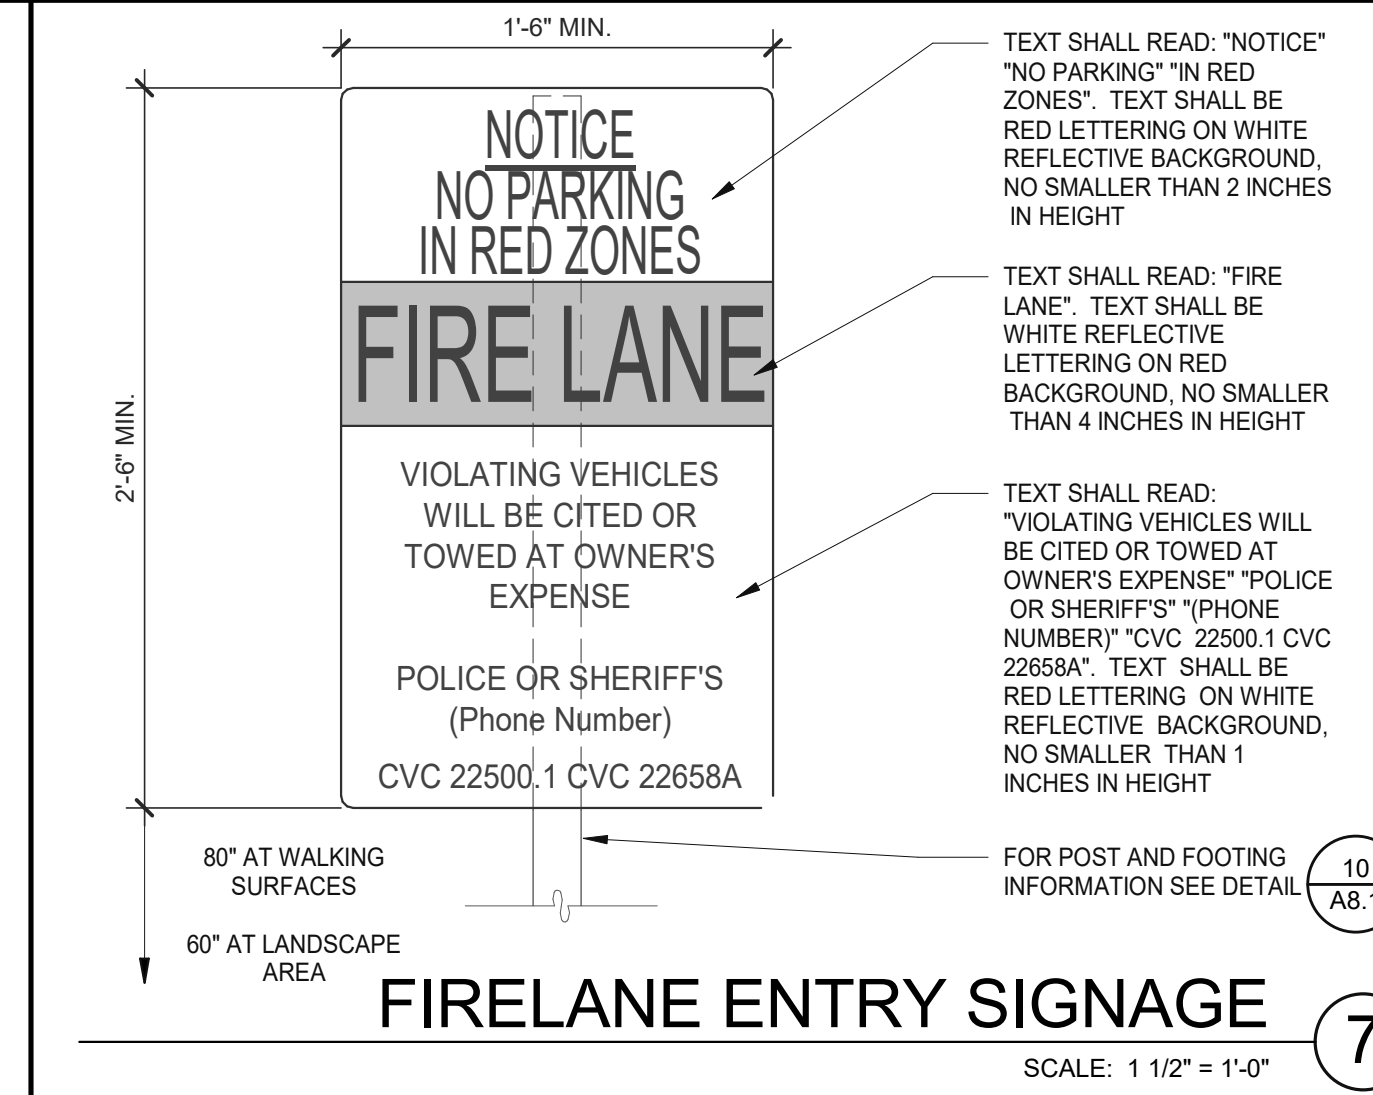 1'-6" MIN.
2'-6" MIN.
NOTICE
NO PARKING
IN RED ZONES
FIRE LANE
VIOLATING VEHICLES
WILL BE CITED OR
TOWED AT OWNER'S
EXPENSE
POLICE OR SHERIFF'S
(Phone Number)
CVC 22500.1 CVC 22658A
80" AT WALKING
SURFACES
60" AT LANDSCAPE
AREA
TEXT SHALL READ: "NOTICE"
"NO PARKING" "IN RED
ZONES".  TEXT SHALL BE
RED LETTERING ON WHITE
REFLECTIVE BACKGROUND,
NO SMALLER THAN 2 INCHES
IN HEIGHT
TEXT SHALL READ: "FIRE
LANE".  TEXT SHALL BE
WHITE REFLECTIVE
LETTERING ON RED
BACKGROUND, NO SMALLER
THAN 4 INCHES IN HEIGHT
TEXT SHALL READ:
"VIOLATING VEHICLES WILL
BE CITED OR TOWED AT
OWNER'S EXPENSE" "POLICE
OR SHERIFF'S" "(PHONE
NUMBER)" "CVC  22500.1 CVC
22658A".  TEXT  SHALL BE
RED LETTERING  ON WHITE
REFLECTIVE  BACKGROUND,
NO SMALLER  THAN 1
INCHES IN HEIGHT
FOR POST AND FOOTING
INFORMATION SEE DETAIL
10
FIRELANE ENTRY SIGNAGE
7
SCALE:  1 1/2" = 1'-0"